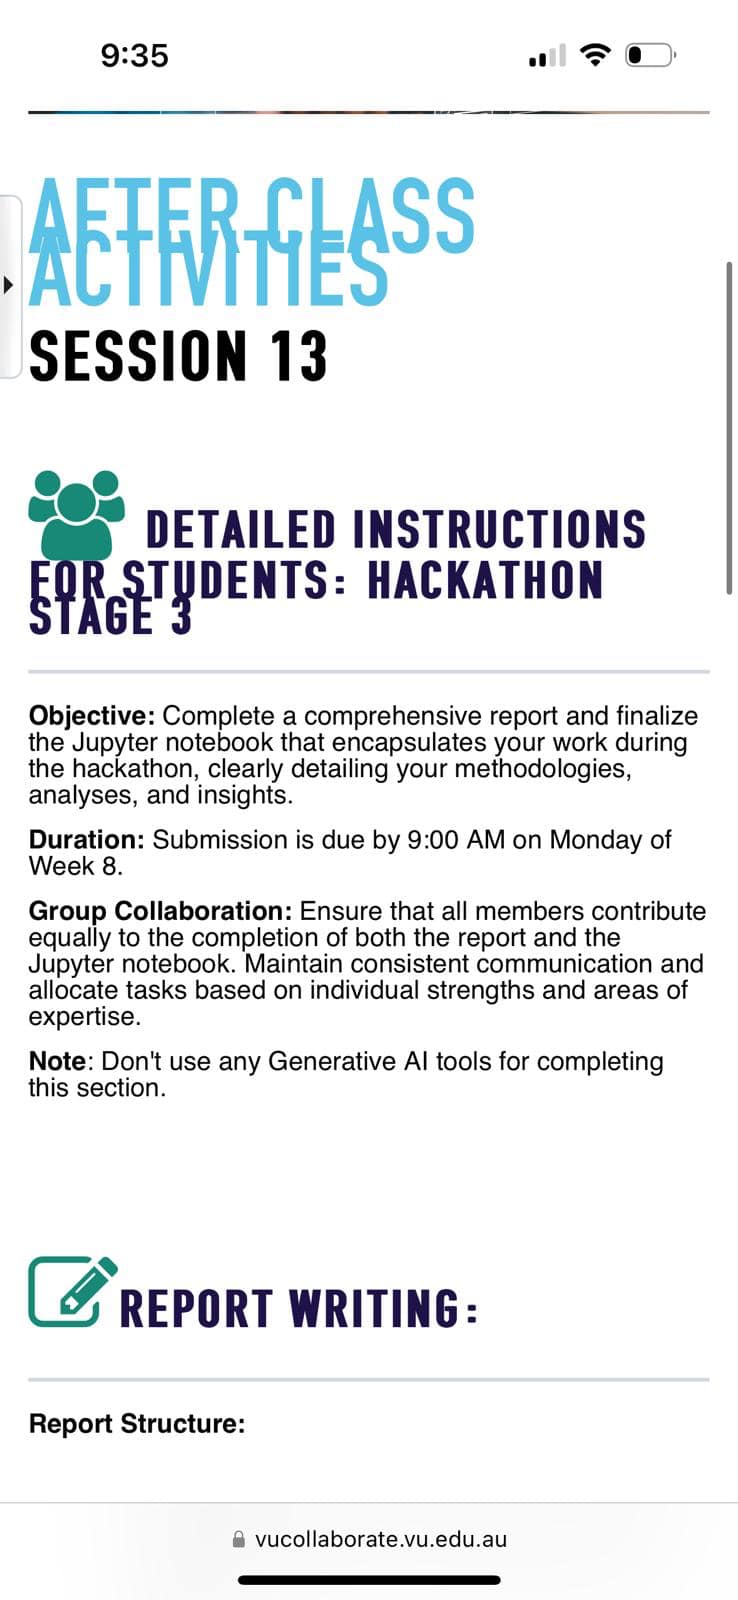 9:35
AFTER CLASS
ACTIVITIES
SESSION 13
DETAILED INSTRUCTIONS
FOR STUDENTS: HACKATHON
STAGE 3
Objective: Complete a comprehensive report and finalize
the Jupyter notebook that encapsulates your work during
the hackathon, clearly detailing your methodologies,
analyses, and insights.
Duration: Submission is due by 9:00 AM on Monday of
Week 8.
Group Collaboration: Ensure that all members contribute
equally to the completion of both the report and the
Jupyter notebook. Maintain consistent communication and
allocate tasks based on individual strengths and areas of
expertise.
Note: Don't use any Generative AI tools for completing
this section.
REPORT WRITING:
Report Structure:
vucollaborate.vu.edu.au